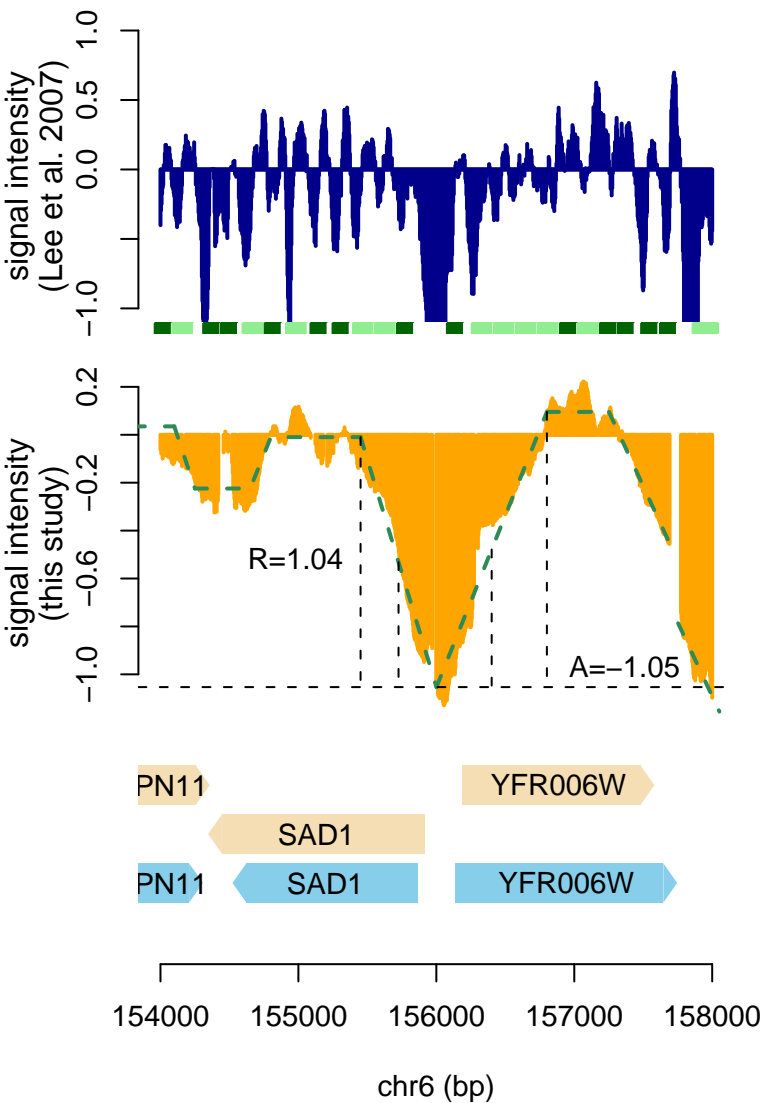 signal intensity
(Lee et al. 2007)
1.0
0.5
0.0
−1.0
signal intensity
(this study)
0.2
−0.2
−0.6
−1.0
R=1.04
A=−1.05
PN11
YFR006W
SAD1
PN11
SAD1
YFR006W
154000 155000 156000 157000 158000
chr6 (bp)